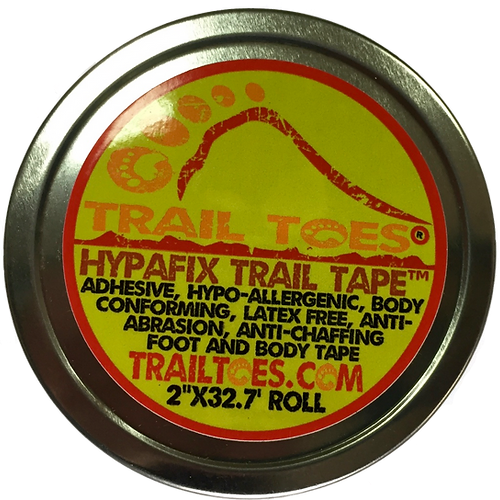 TRAIL TOES®
HYPAFIX TRAIL TAPE™
ADHESIVE, HYPO-ALLERGENIC, BODY
CONFORMING, LATEX FREE, ANTI-
ABRASION, ANTI-CHAFFING
FOOT AND BODY TAPE
TRAILTOES.COM
2"X32.7' ROLL